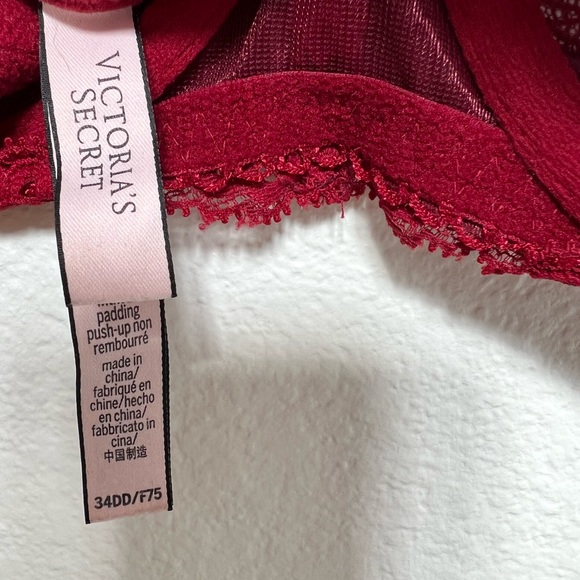 VICTORIA'S
SECRET
padding
push-up non
rembourré
made in
china/
fabriqué en
chine/hecho
en china/
fabbricato in
cina/
中国制造
34DD/F75